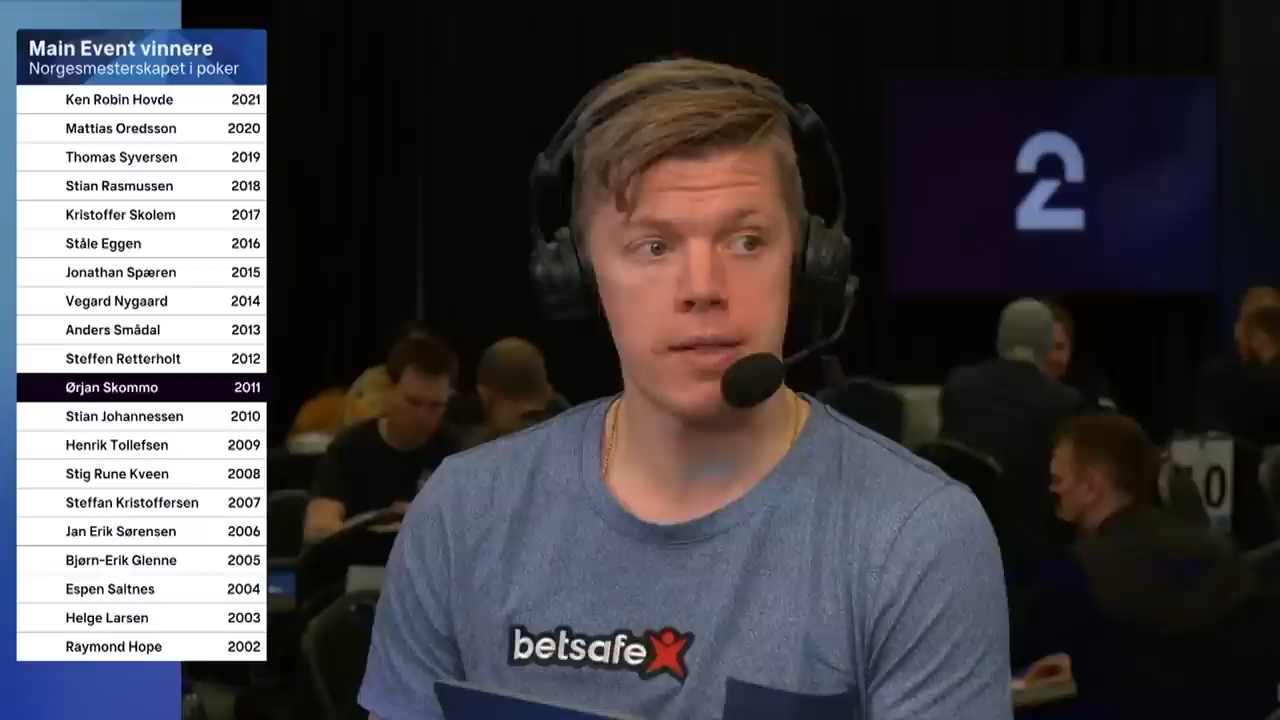 Main Event vinnere
Norgesmesterskapet i poker
Ken Robin Hovde 2021
Mattias Oredsson 2020
Thomas Syversen 2019
Stian Rasmussen 2018
Kristoffer Skolem 2017
Ståle Eggen 2016
Jonathan Spæren 2015
Vegard Nygaard 2014
Anders Smådal 2013
Steffen Retterholt 2012
Ørjan Skommo 2011
Stian Johannessen 2010
Henrik Tollefsen 2009
Stig Rune Kveen 2008
Steffan Kristoffersen 2007
Jan Erik Sørensen 2006
Bjørn-Erik Glenne 2005
Espen Saltnes 2004
Helge Larsen 2003
Raymond Hope 2002
2
betsafe